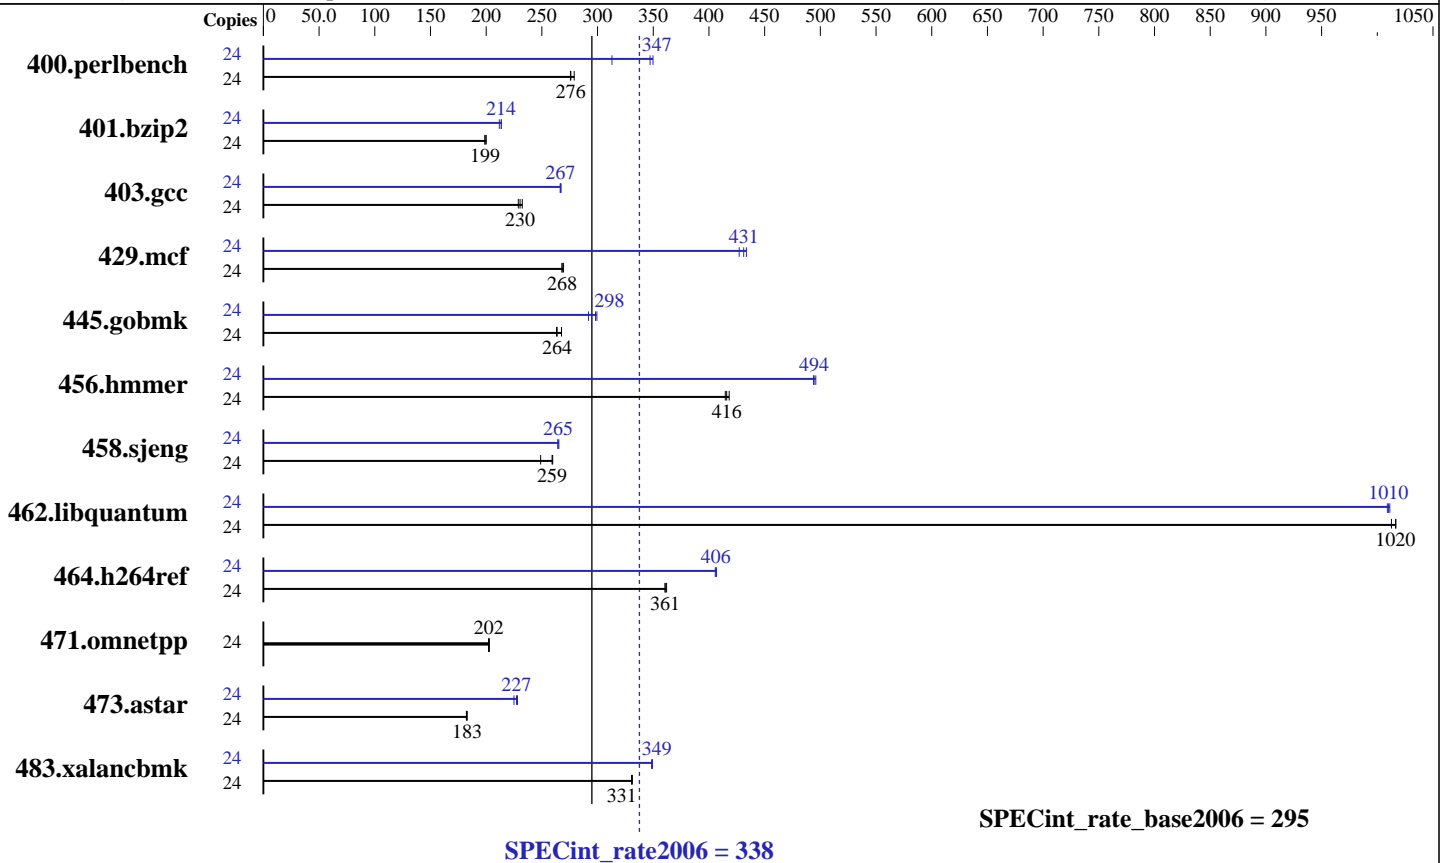 Copies 0 50.0 100 150 200 250 300 350 400 450 500 550 600 650 700 750 800 850 900 950 1050
400.perlbench 24 347
24 276
401.bzip2 24 214
24 199
403.gcc 24 267
24 230
429.mcf 24 431
24 268
445.gobmk 24 298
24 264
456.hmmer 24 494
24 416
458.sjeng 24 265
24 259
462.libquantum 24 1010
24 1020
464.h264ref 24 406
24 361
471.omnetpp 24 202
473.astar 24 227
24 183
483.xalancbmk 24 349
24 331
SPECint_rate_base2006 = 295
SPECint_rate2006 = 338